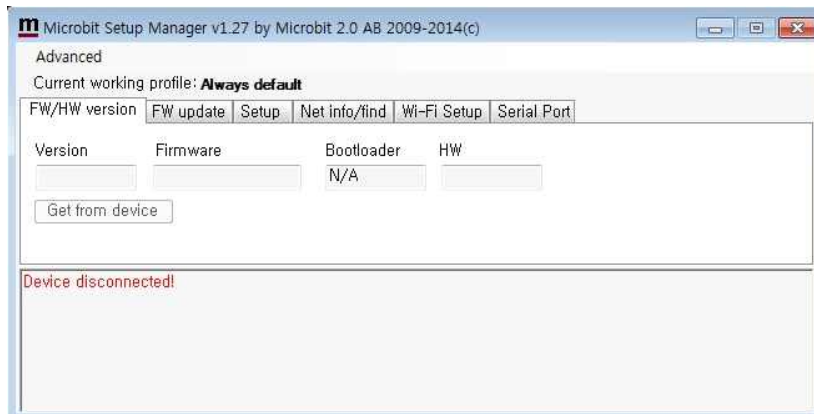 m Microbit Setup Manager v1.27 by Microbit 2.0 AB 2009-2014(c)
Advanced
Current working profile: Always default
FW/HW version FW update Setup Net info/find Wi-Fi Setup Serial Port
Version Firmware Bootloader HW
N/A
Get from device
Device disconnected!